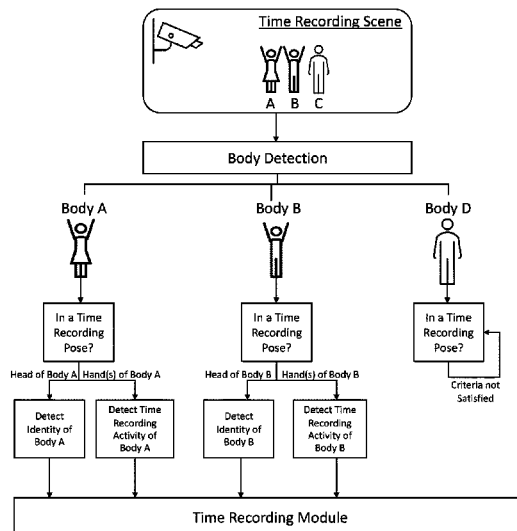 Time Recording Scene
A B C
Body Detection
Body A Body B Body D
In a Time
Recording
Pose?
In a Time
Recording
Pose?
In a Time
Recording
Pose?
Head of Body A Hand(s) of Body A
Head of Body B Hand(s) of Body B
Criteria not
Satisfied
Detect
Identity of
Body A
Detect Time
Recording
Activity of
Body A
Detect
Identity of
Body B
Detect Time
Recording
Activity of
Body B
Time Recording Module